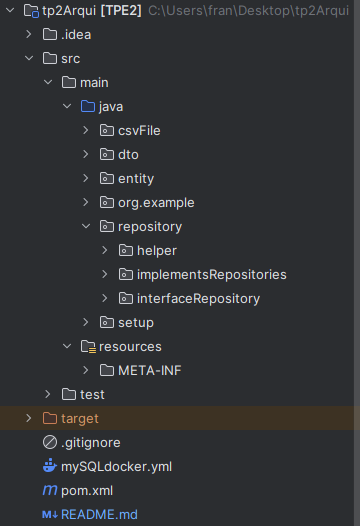 tp2Arqui [TPE2] C:\Users\fran\Desktop\tp2Arqui
.idea
src
main
java
csvFile
dto
entity
org.example
repository
helper
implementsRepositories
interfaceRepository
setup
resources
META-INF
test
target
.gitignore
mySQLdocker.yml
m pom.xml
M↓ README.md